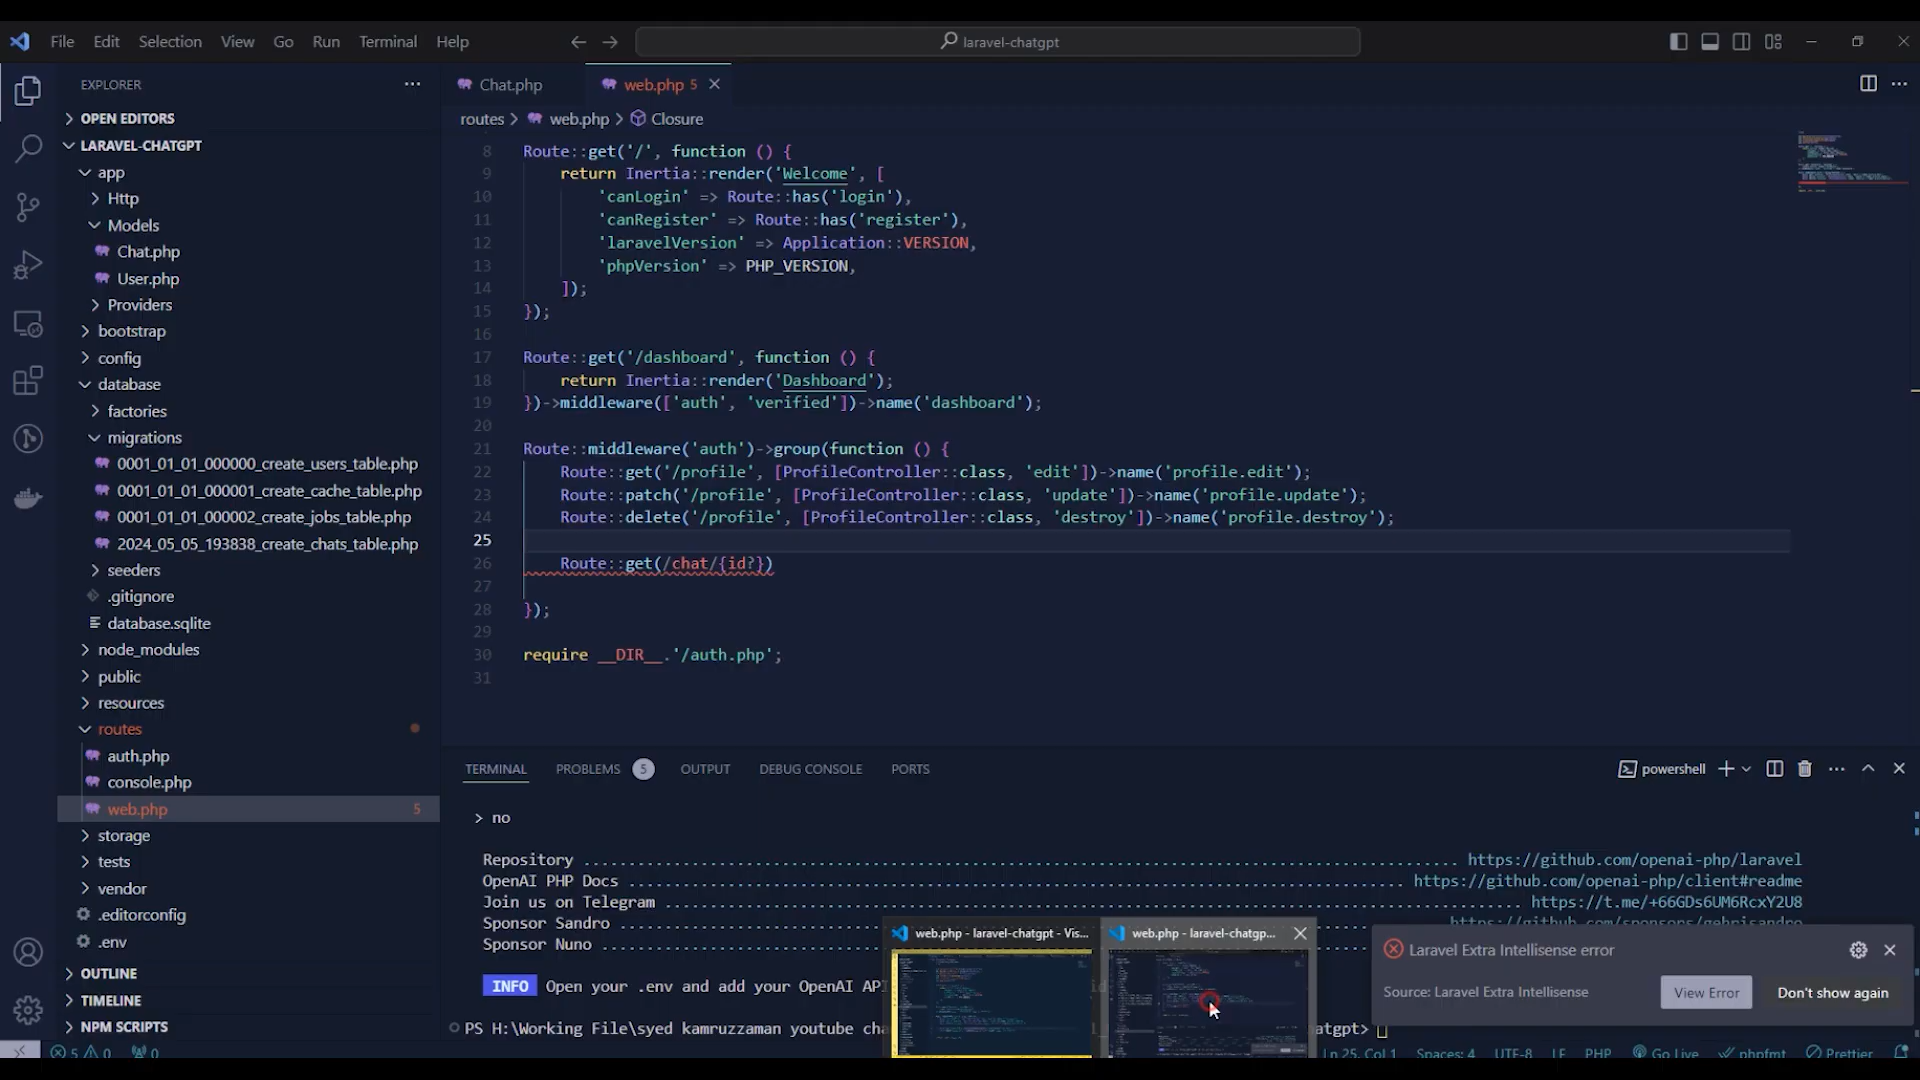 File Edit Selection View Go Run Terminal Help
laravel-chatgpt
EXPLORER
OPEN EDITORS
LARAVEL-CHATGPT
app
Http
Models
Chat.php
User.php
Providers
bootstrap
config
database
factories
migrations
0001_01_01_000000_create_users_table.php
0001_01_01_000001_create_cache_table.php
0001_01_01_000002_create_jobs_table.php
2024_05_05_193838_create_chats_table.php
seeders
.gitignore
database.sqlite
node_modules
public
resources
routes
auth.php
console.php
web.php 5
storage
tests
vendor
.editorconfig
.env
OUTLINE
TIMELINE
NPM SCRIPTS
Chat.php web.php 5
routes > web.php > Closure
8 Route::get('/', function () {
9 return Inertia::render('Welcome', [
10 'canLogin' => Route::has('login'),
11 'canRegister' => Route::has('register'),
12 'laravelVersion' => Application::VERSION,
13 'phpVersion' => PHP_VERSION,
14 ]);
15 });
16
17 Route::get('/dashboard', function () {
18 return Inertia::render('Dashboard');
19 })->middleware(['auth', 'verified'])->name('dashboard');
20
21 Route::middleware('auth')->group(function () {
22 Route::get('/profile', [ProfileController::class, 'edit'])->name('profile.edit');
23 Route::patch('/profile', [ProfileController::class, 'update'])->name('profile.update');
24 Route::delete('/profile', [ProfileController::class, 'destroy'])->name('profile.destroy');
25
26 Route::get(/chat/{id?})
27
28 });
29
30 require __DIR__.'/auth.php';
31
TERMINAL PROBLEMS 5 OUTPUT DEBUG CONSOLE PORTS
powershell
> no
Repository .......... https://github.com/openai-php/laravel
OpenAI PHP Docs .......... https://github.com/openai-php/client#readme
Join us on Telegram .......... https://t.me/+66GDs6UM6RcxY2U8
Sponsor Sandro .......... https://github.com/sponsors/gehrisandro
Sponsor Nuno ..........
INFO Open your .env and add your OpenAI API
PS H:\Working File\syed kamruzzaman youtube cha
atgpt>
web.php - laravel-chatgpt - Vis...
web.php - laravel-chatgp...
Laravel Extra Intellisense error
Source: Laravel Extra Intellisense
View Error
Don't show again
5 0 0
Ln 25, Col 1 Spaces: 4 UTF-8 LF PHP Go Live phpfmt Prettier